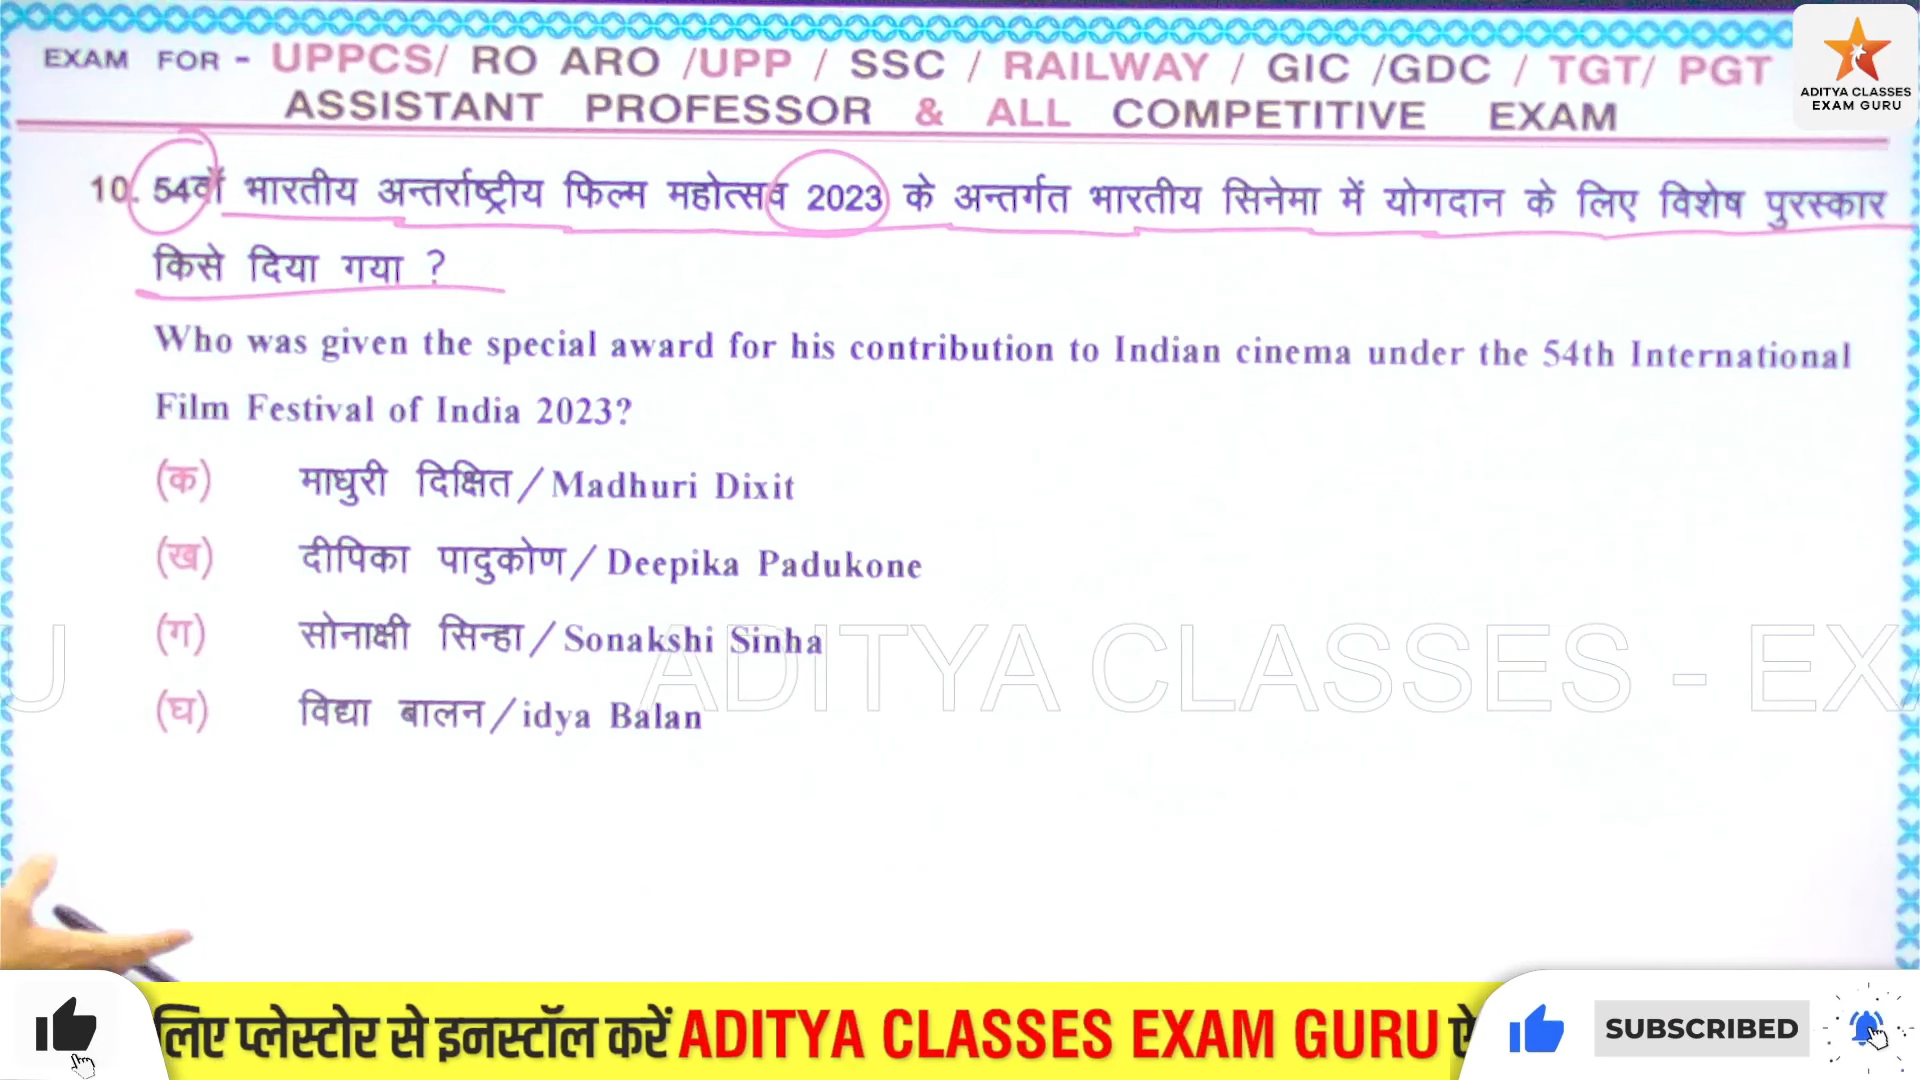 EXAM FOR - UPPCS/ RO ARO /UPP / SSC / RAILWAY / GIC /GDC / TGT/ PGT
ASSISTANT PROFESSOR & ALL COMPETITIVE EXAM
ADITYA CLASSES
EXAM GURU
10. 54वाँ भारतीय अन्तर्राष्ट्रीय फिल्म महोत्सव 2023 के अन्तर्गत भारतीय सिनेमा में योगदान के लिए विशेष पुरस्कार
किसे दिया गया ?
Who was given the special award for his contribution to Indian cinema under the 54th International
Film Festival of India 2023?
(क) माधुरी दिक्षित/Madhuri Dixit
(ख) दीपिका पादुकोण/Deepika Padukone
(ग) सोनाक्षी सिन्हा/Sonakshi Sinha
(घ) विद्या बालन/idya Balan
U ADITYA CLASSES - EX
लिए प्लेस्टोर से इनस्टॉल करें ADITYA CLASSES EXAM GURU ऐ
SUBSCRIBED